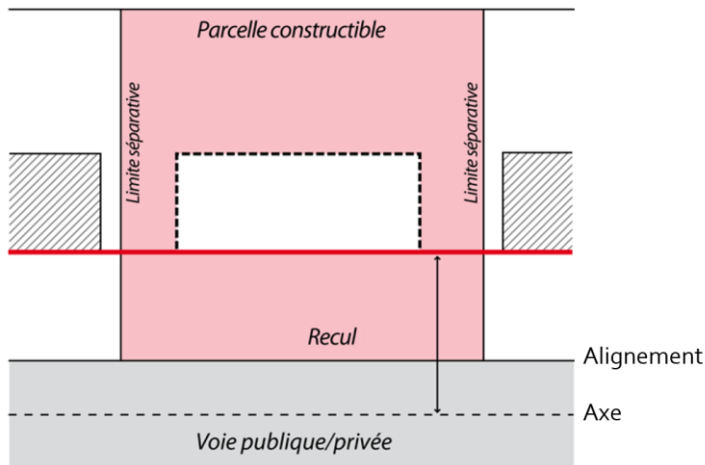 Parcelle constructible
Limite séparative
Limite séparative
Recul
Alignement
Axe
Voie publique/privée